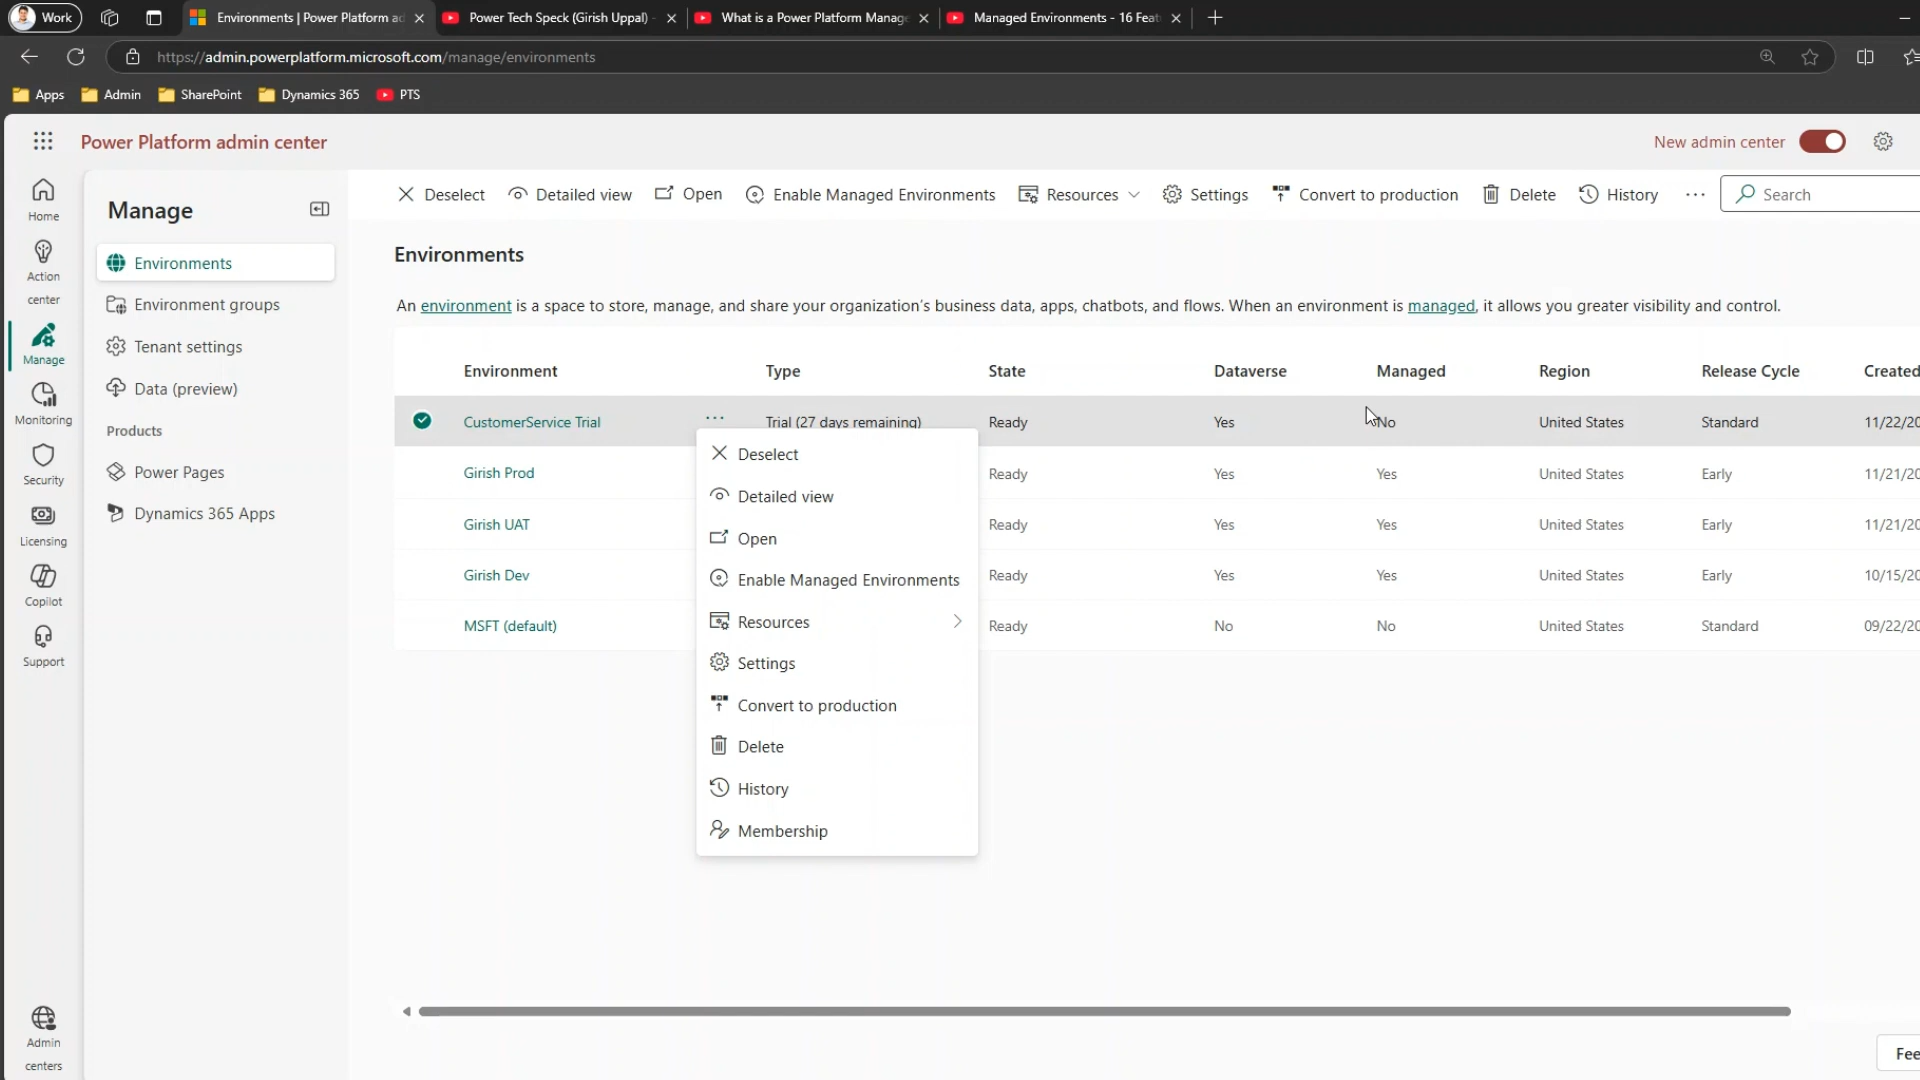 Work
Environments | Power Platform ad
Power Tech Speck (Girish Uppal) -
What is a Power Platform Manage
Managed Environments - 16 Feat
https://admin.powerplatform.microsoft.com/manage/environments
Apps
Admin
SharePoint
Dynamics 365
PTS
Power Platform admin center
New admin center
Home
Action
center
Manage
Monitoring
Security
Licensing
Copilot
Support
Admin
centers
Manage
Environments
Environment groups
Tenant settings
Data (preview)
Products
Power Pages
Dynamics 365 Apps
Deselect
Detailed view
Open
Enable Managed Environments
Resources
Settings
Convert to production
Delete
History
Search
Environments
An environment is a space to store, manage, and share your organization's business data, apps, chatbots, and flows. When an environment is managed, it allows you greater visibility and control.
Environment Type State Dataverse Managed Region Release Cycle Created
CustomerService Trial ... Trial (27 days remaining) Ready Yes No United States Standard 11/22/20
Girish Prod Ready Yes Yes United States Early 11/21/20
Girish UAT Ready Yes Yes United States Early 11/21/20
Girish Dev Ready Yes Yes United States Early 10/15/20
MSFT (default) Ready No No United States Standard 09/22/20
Deselect
Detailed view
Open
Enable Managed Environments
Resources
Settings
Convert to production
Delete
History
Membership
Fee